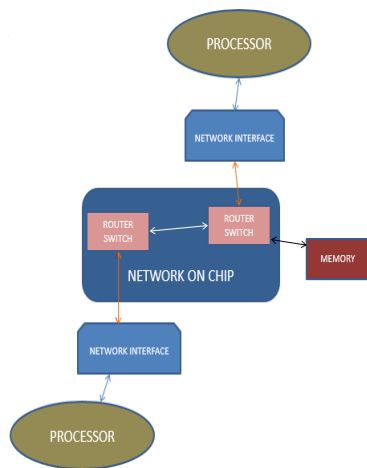 PROCESSOR
NETWORK INTERFACE
ROUTER
SWITCH
ROUTER
SWITCH
NETWORK ON CHIP
MEMORY
NETWORK INTERFACE
PROCESSOR